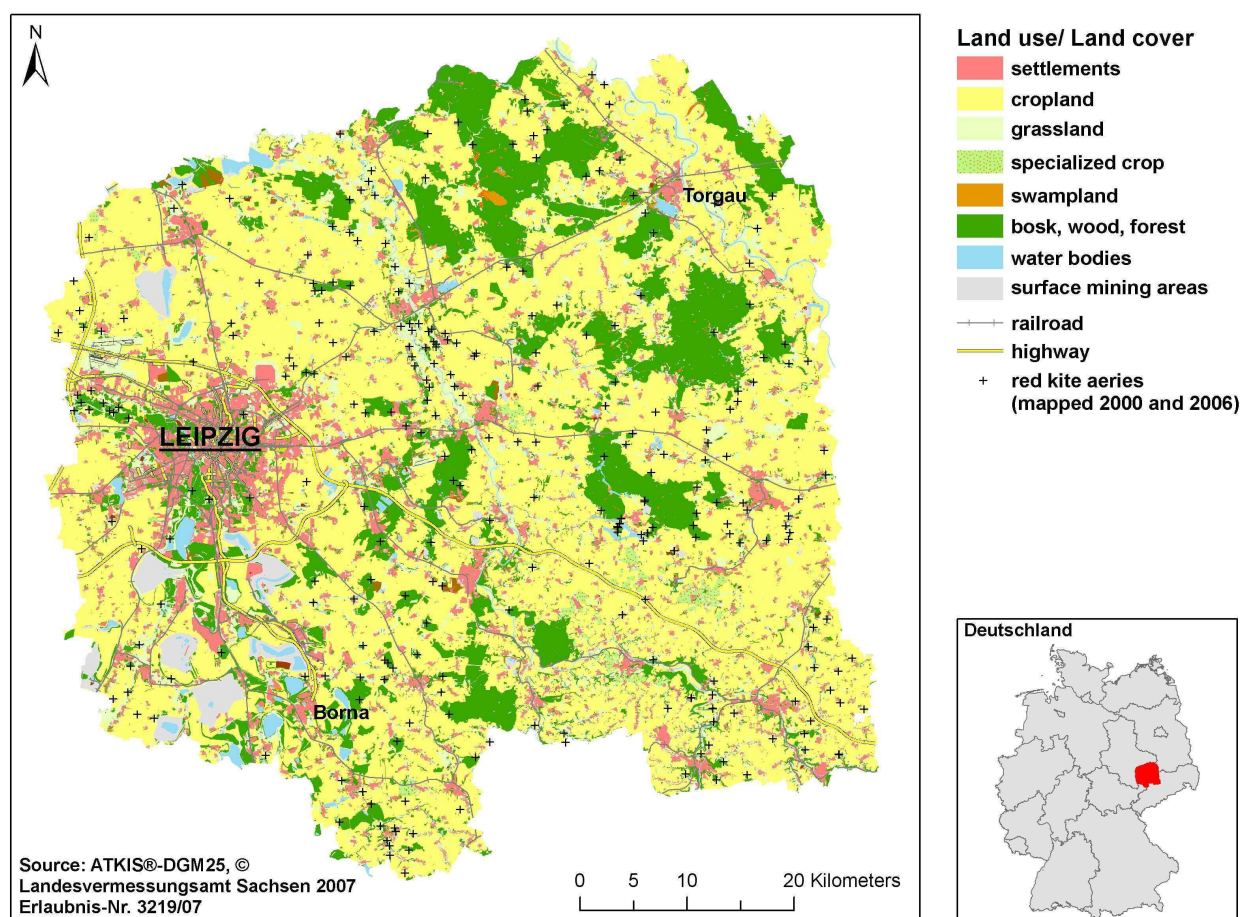 N
LEIPZIG
Torgau
Borna
Source: ATKIS®-DGM25, ©
Landesvermessungsamt Sachsen 2007
Erlaubnis-Nr. 3219/07
0 5 10 20 Kilometers
Land use/ Land cover
settlements
cropland
grassland
specialized crop
swampland
bosk, wood, forest
water bodies
surface mining areas
railroad
highway
red kite aeries
(mapped 2000 and 2006)
Deutschland